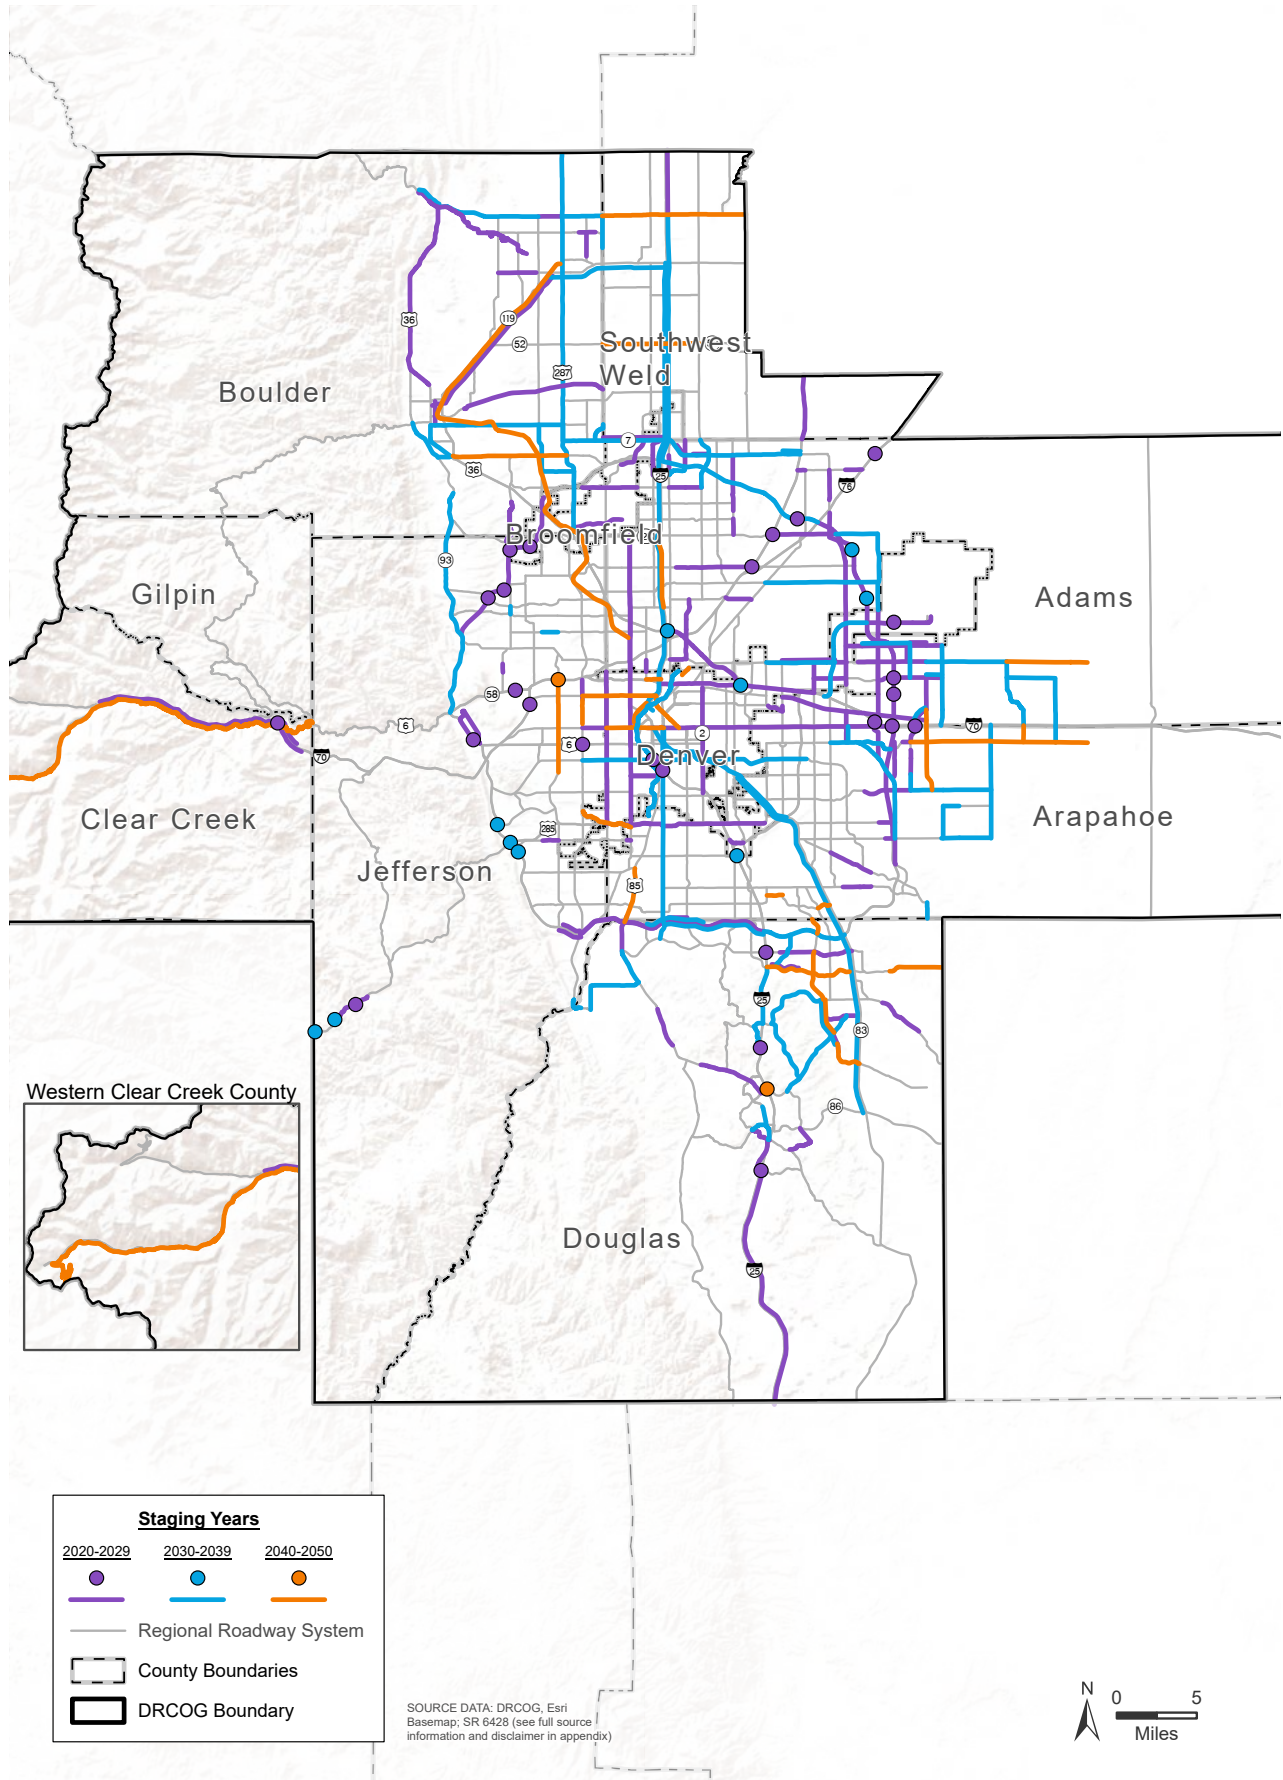 36
119
52
Southwest
Weld
287
Boulder
7
36
25
76
Broomfield
93
Gilpin
Adams
58
6
2
70
6
70
Denver
Clear Creek
285
Arapahoe
Jefferson
85
25
83
Western Clear Creek County
86
Douglas
25
Staging Years
2020-2029 2030-2039 2040-2050
Regional Roadway System
County Boundaries
DRCOG Boundary
SOURCE DATA: DRCOG, Esri
Basemap; SR 6428 (see full source
information and disclaimer in appendix)
N
0 5
Miles